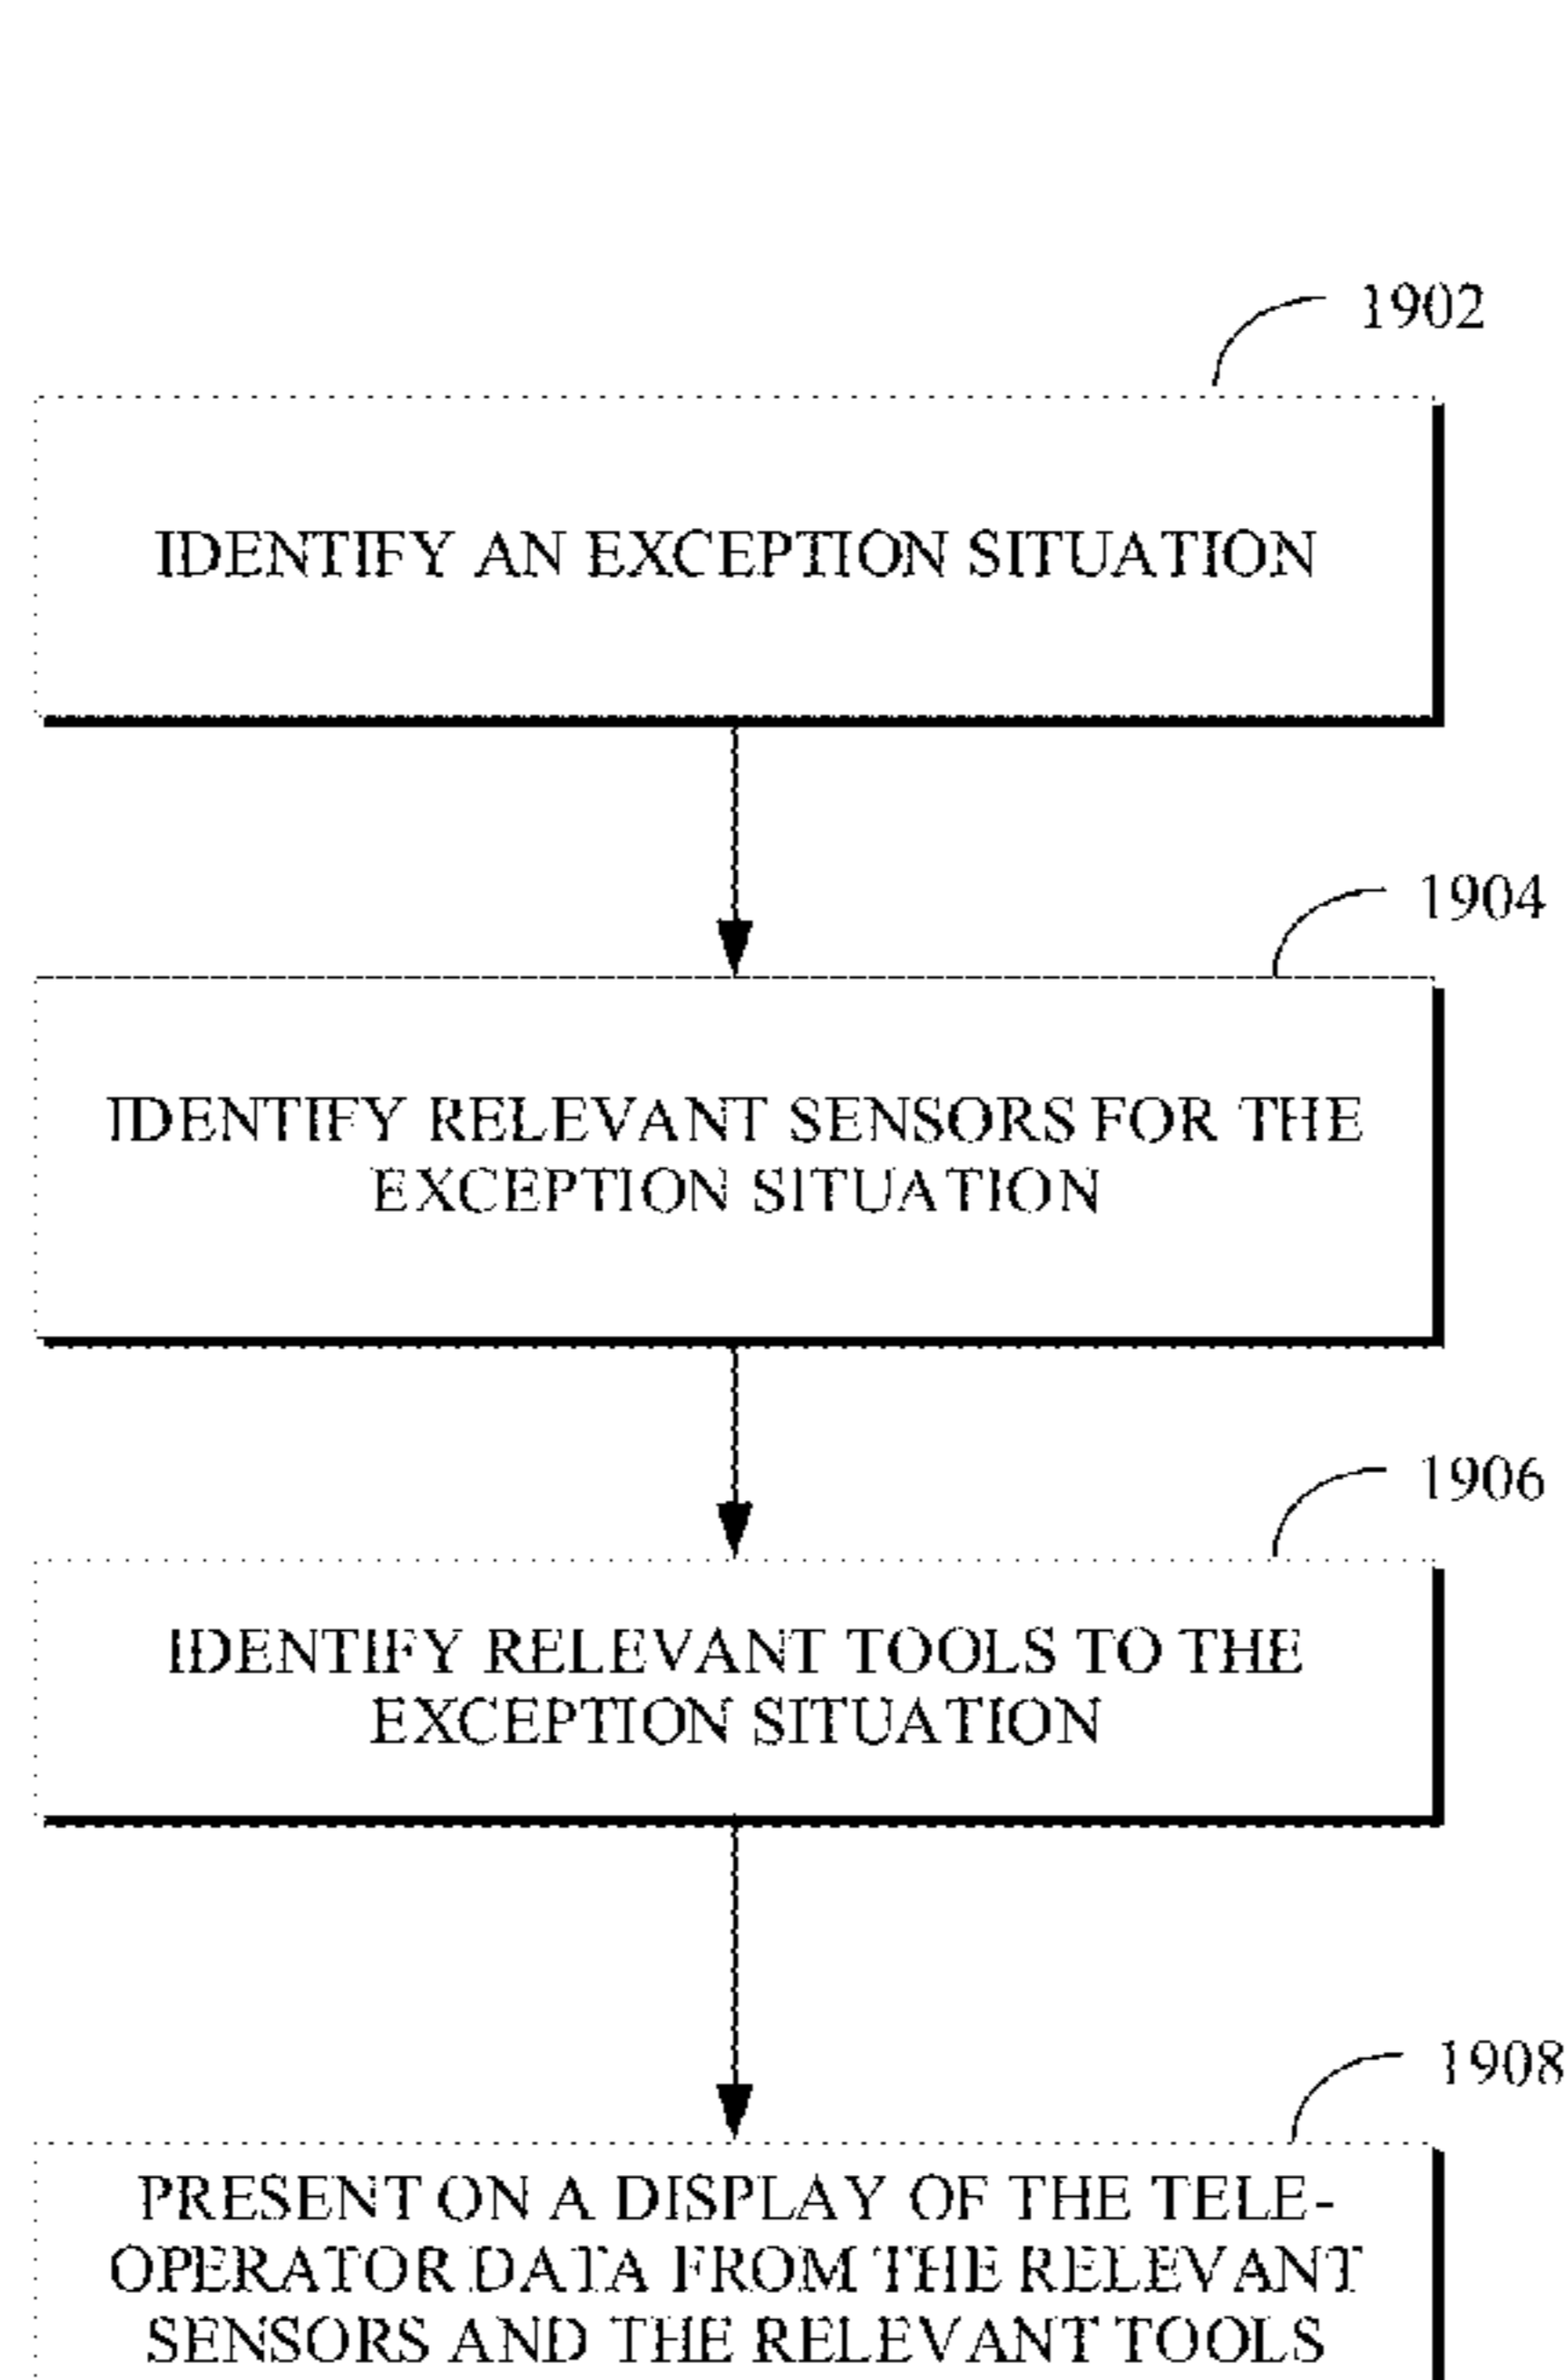 1902
IDENTIFY AN EXCEPTION SITUATION
1904
IDENTIFY RELEVANT SENSORS FOR THE
EXCEPTION SITUATION
1906
IDENTIFY RELEVANT TOOLS TO THE
EXCEPTION SITUATION
1908
PRESENT ON A DISPLAY OF THE TELE-
OPERATOR DATA FROM THE RELEVANT
SENSORS AND THE RELEVANT TOOLS